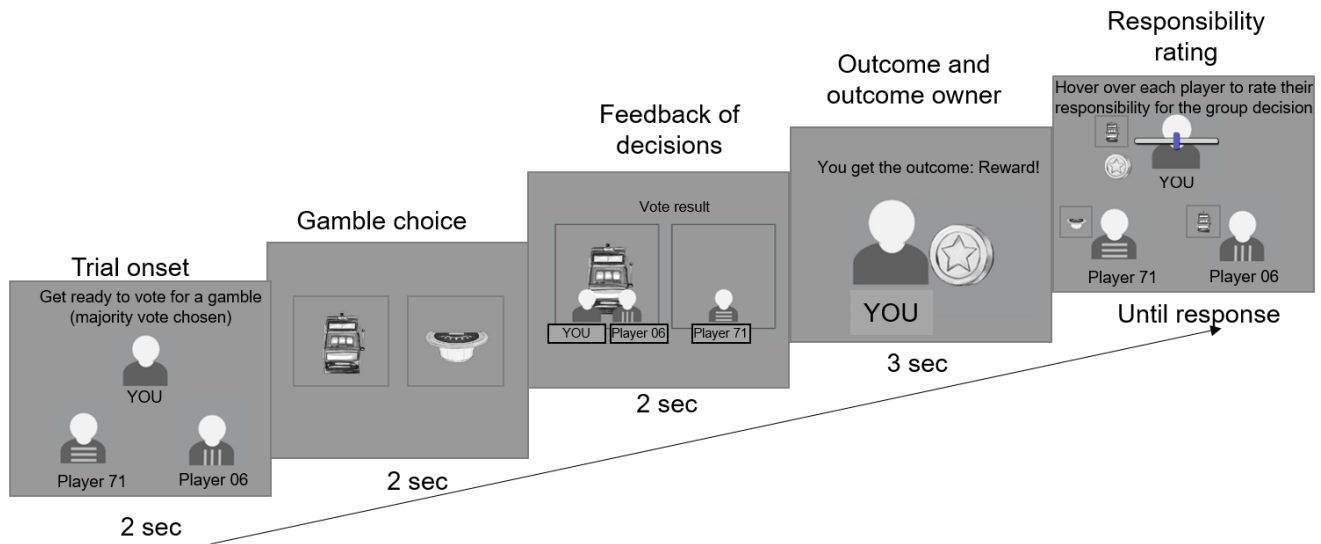 Trial onset
Get ready to vote for a gamble
(majority vote chosen)
YOU
Player 71
Player 06
2 sec
Gamble choice
2 sec
Feedback of
decisions
Vote result
YOU
Player 06
Player 71
2 sec
Outcome and
outcome owner
You get the outcome: Reward!
YOU
3 sec
Responsibility
rating
Hover over each player to rate their
responsibility for the group decision
YOU
Player 71
Player 06
Until response